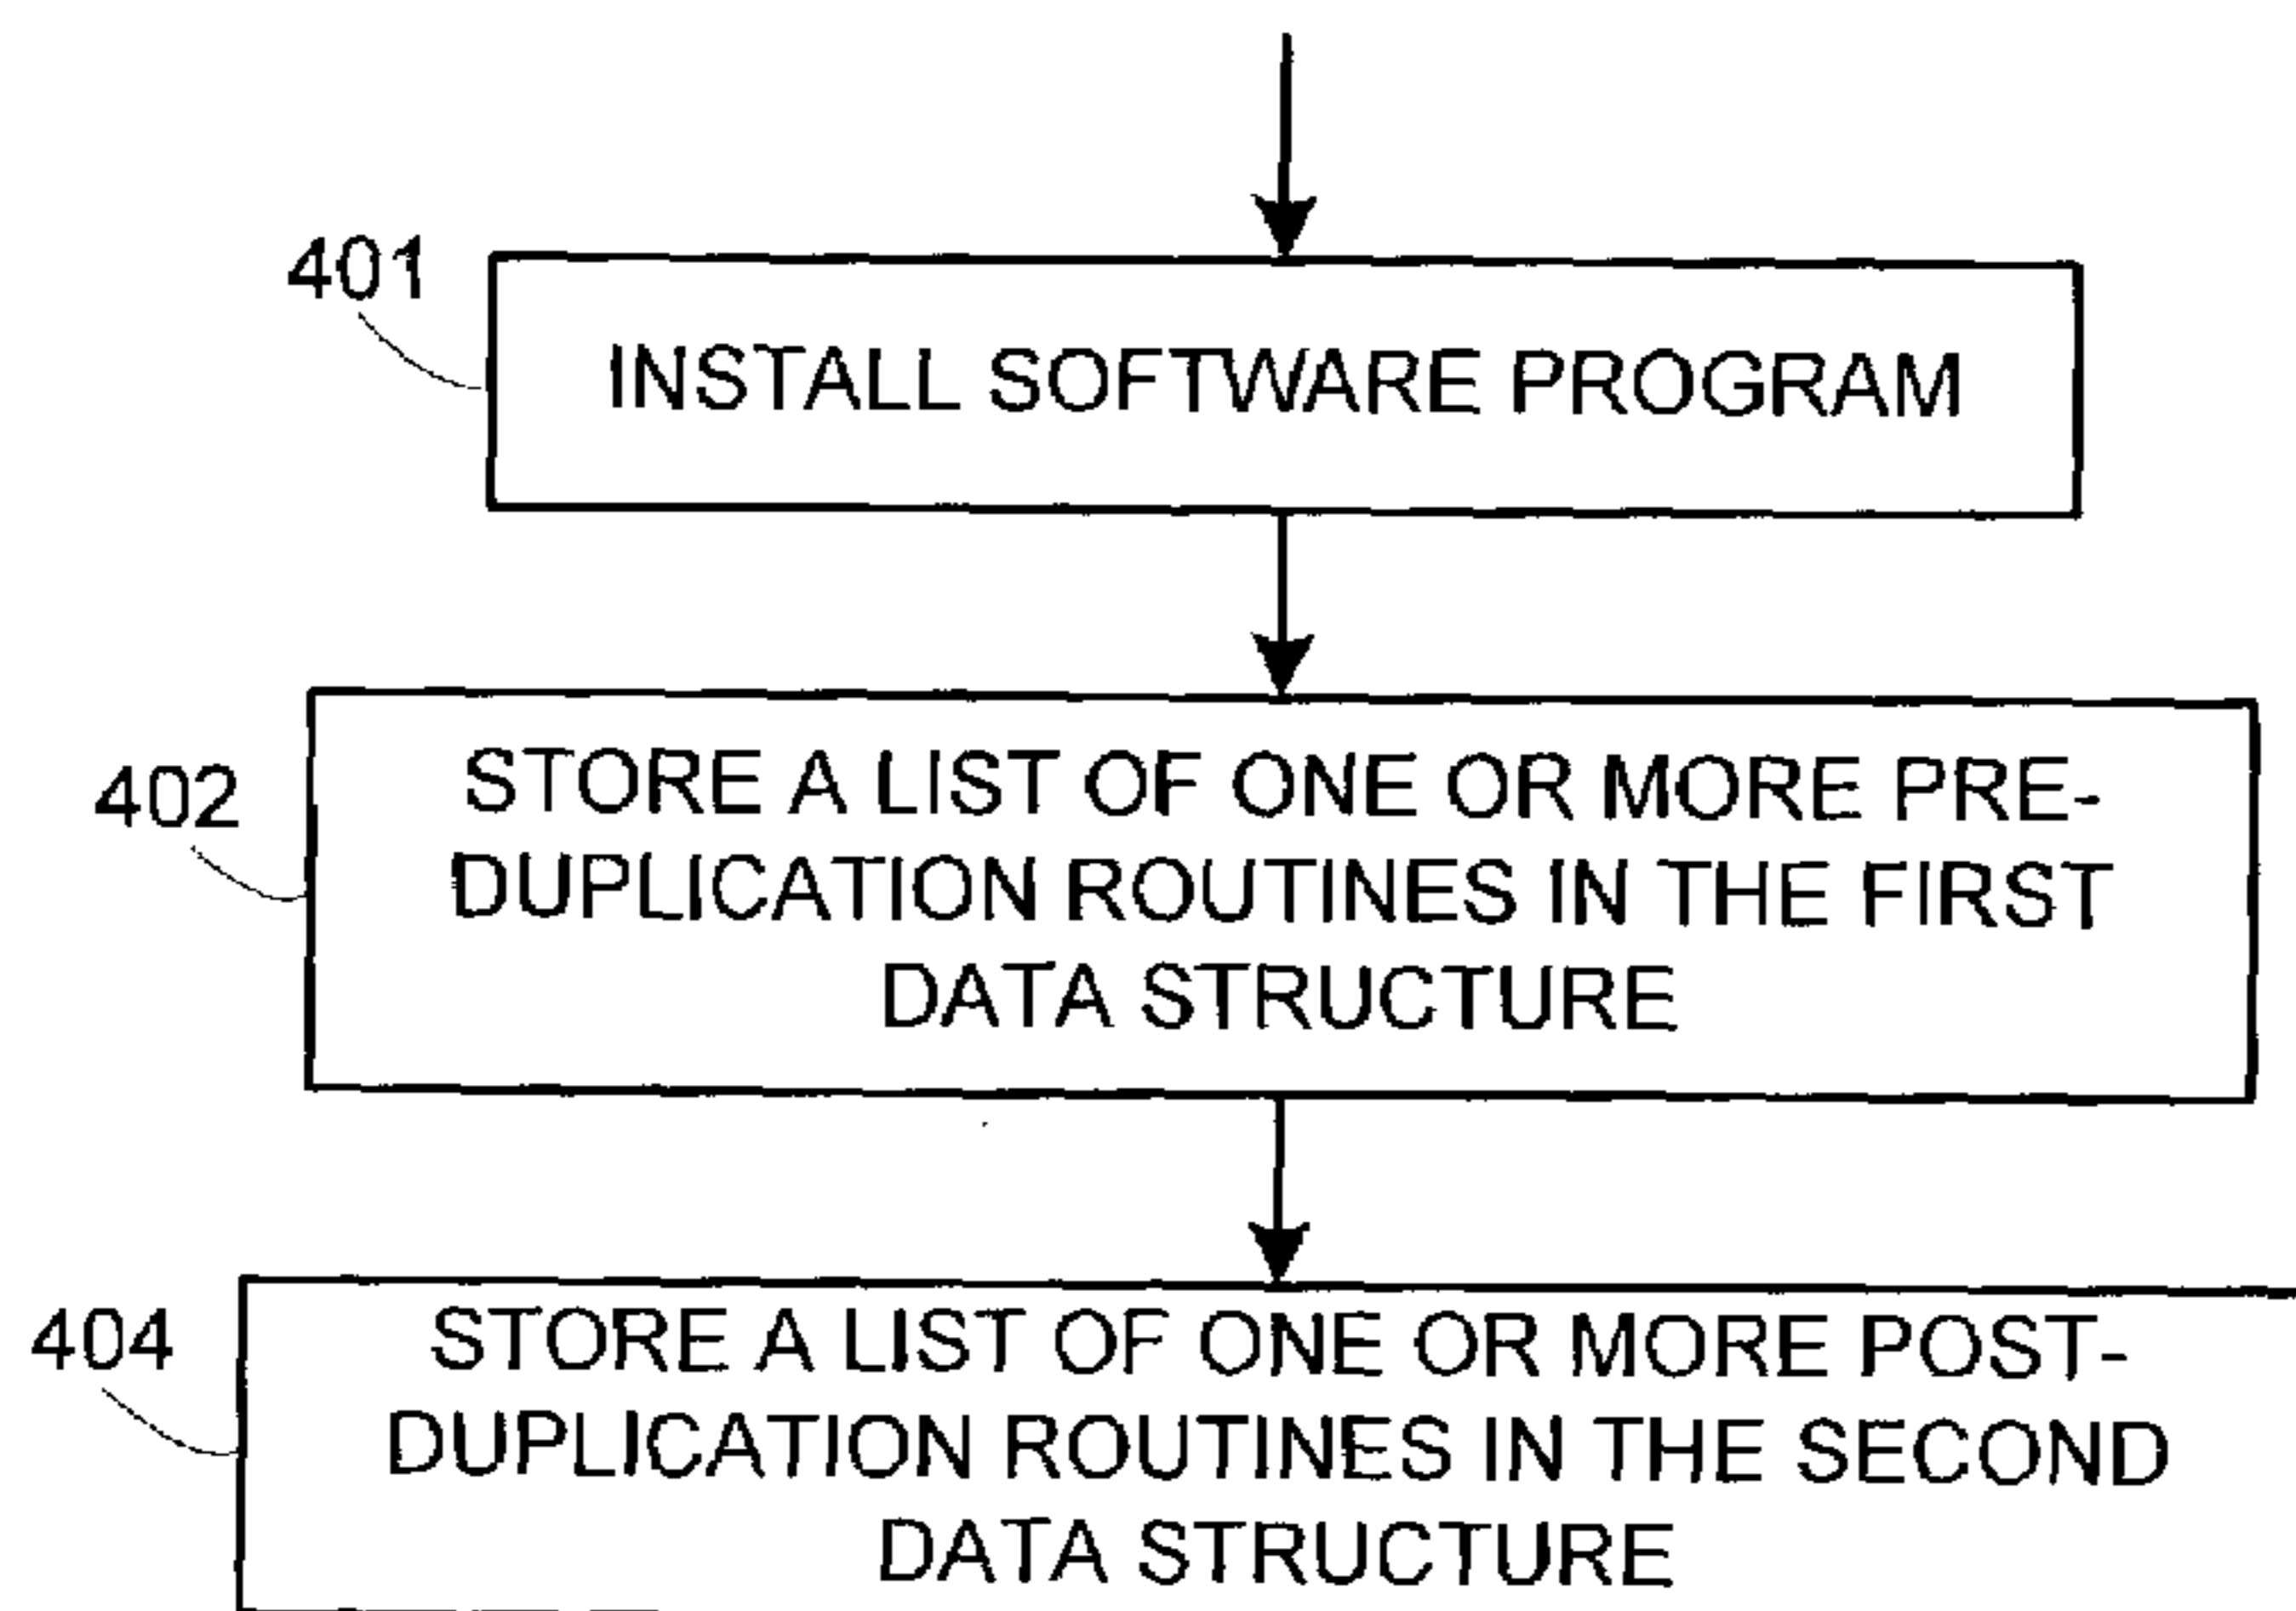 401
INSTALL SOFTWARE PROGRAM
402
STORE A LIST OF ONE OR MORE PRE-
DUPLICATION ROUTINES IN THE FIRST
DATA STRUCTURE
404
STORE A LIST OF ONE OR MORE POST-
DUPLICATION ROUTINES IN THE SECOND
DATA STRUCTURE